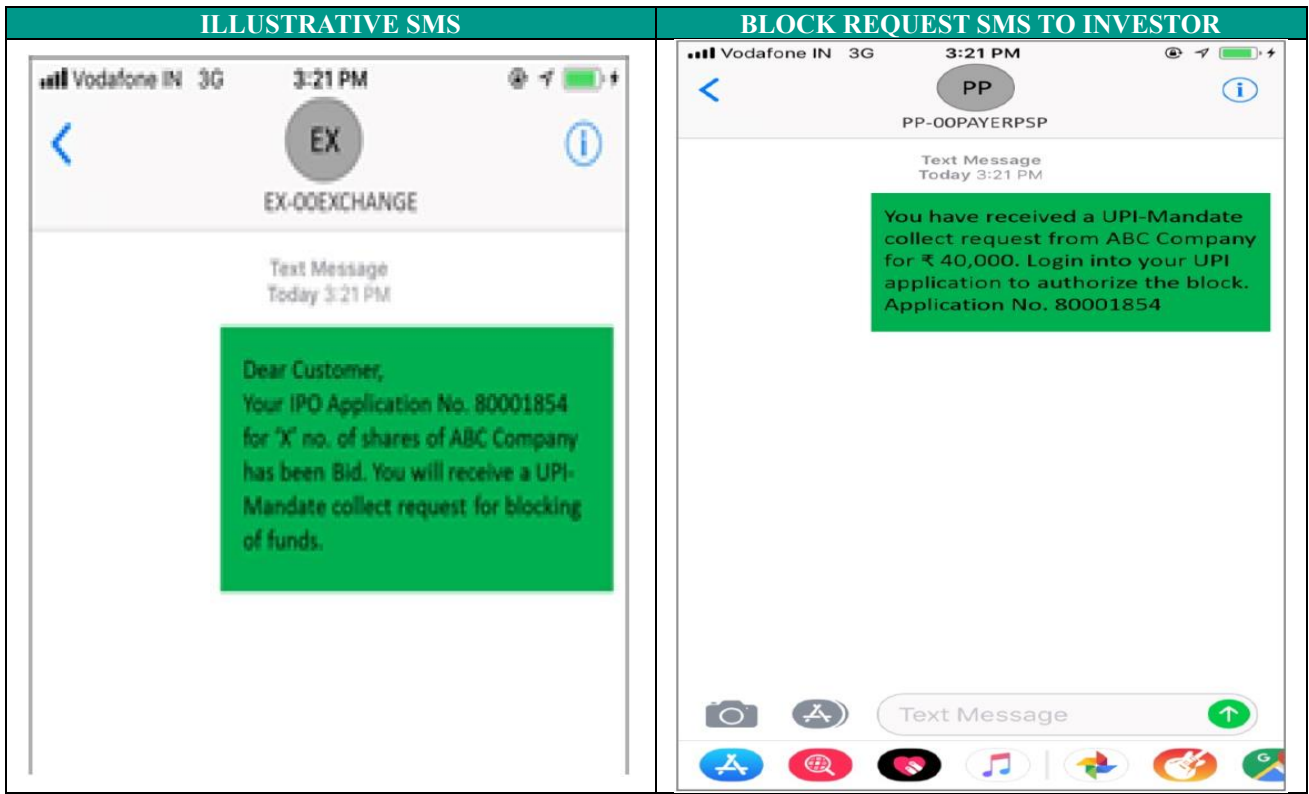 ILLUSTRATIVE SMS
Vodafone IN 3G 3:21 PM
EX
EX-00EXCHANGE
Text Message
Today 3:21 PM
Dear Customer,
Your IPO Application No. 80001854
for "X" no. of shares of ABC Company
has been Bid. You will receive a UPI-
Mandate collect request for blocking
of funds.
BLOCK REQUEST SMS TO INVESTOR
Vodafone IN 3G 3:21 PM
PP
PP-00PAYERPSP
Text Message
Today 3:21 PM
You have received a UPI-Mandate
collect request from ABC Company
for ₹ 40,000. Login into your UPI
application to authorize the block.
Application No. 80001854
Text Message
G